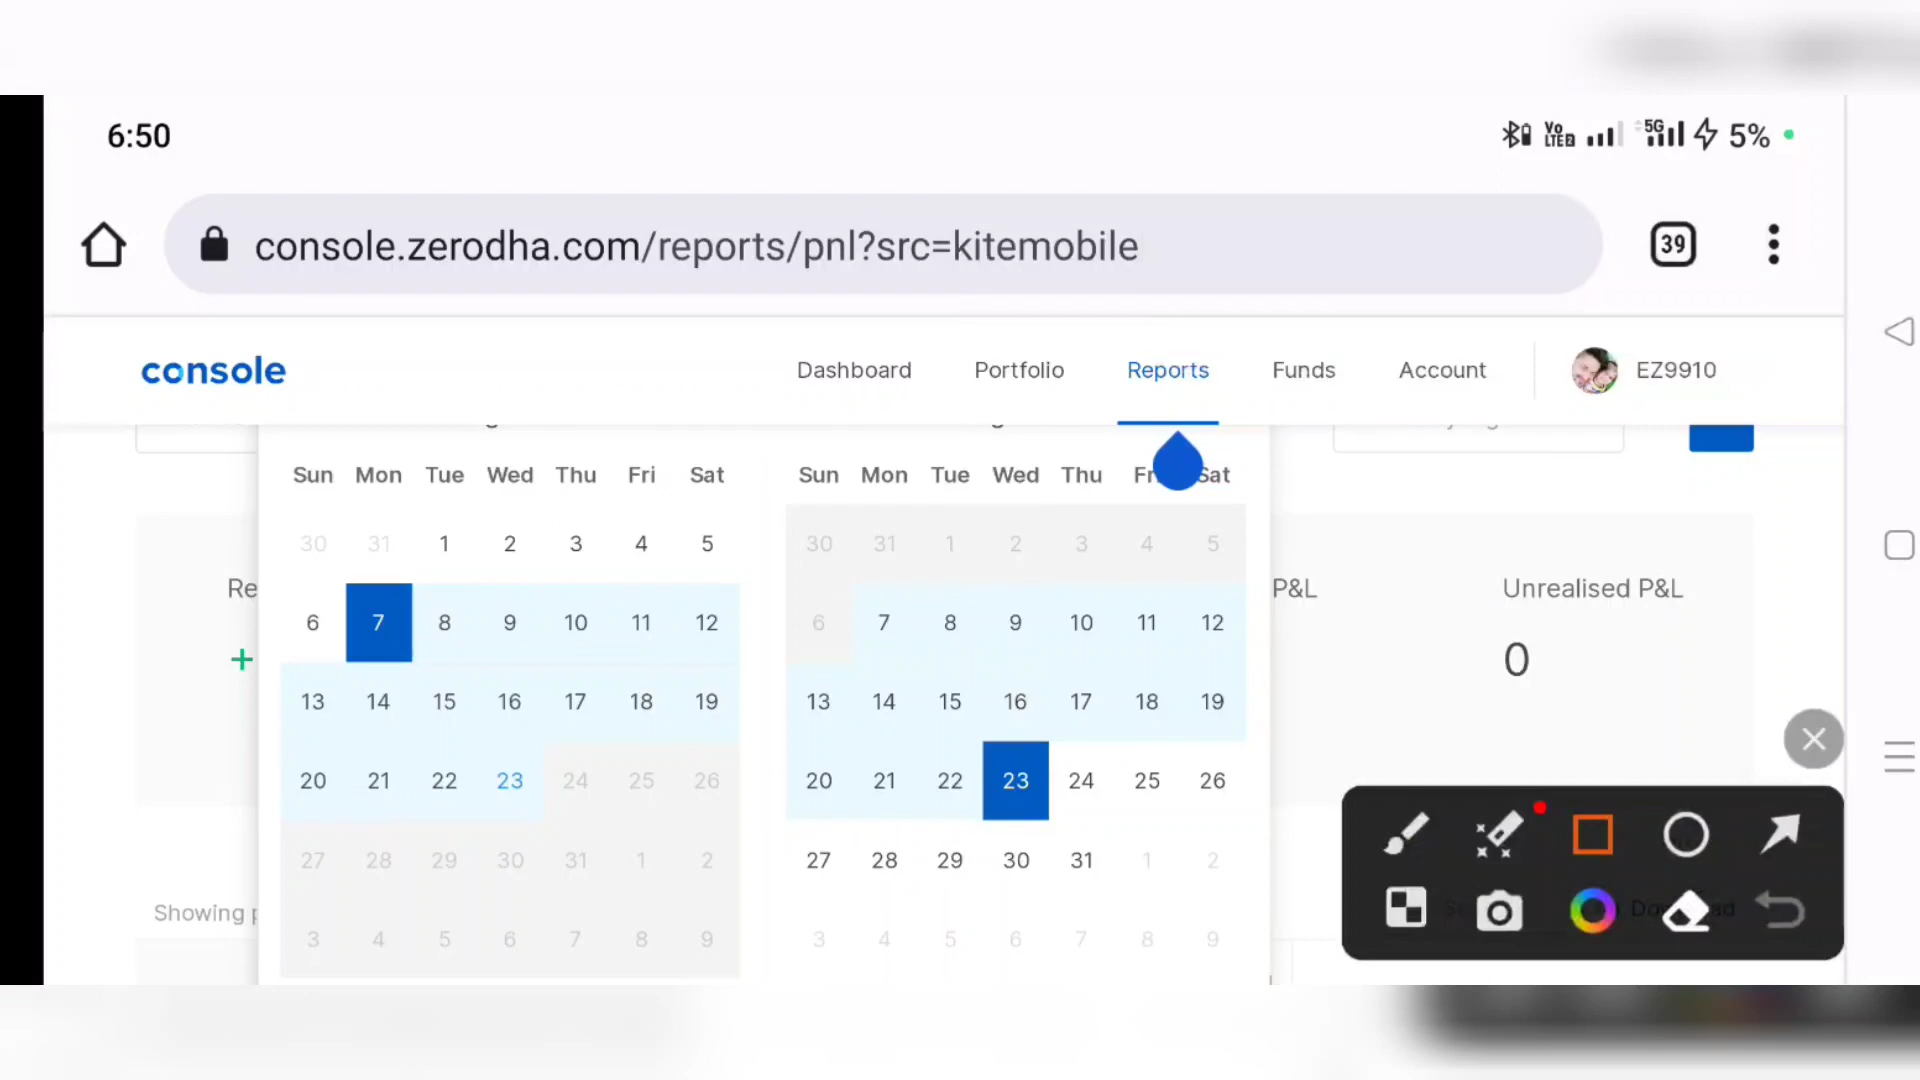 6:50 Vo LTE2 5G 5%
console.zerodha.com/reports/pnl?src=kitemobile 39
console Dashboard Portfolio Reports Funds Account EZ9910
Sun Mon Tue Wed Thu Fri Sat Sun Mon Tue Wed Thu Sat
30 31 1 2 3 4 5 30 31 1 2 3 4 5
Re P&L Unrealised P&L
6 7 8 9 10 11 12 6 7 8 9 10 11 12
+ 0
13 14 15 16 17 18 19 13 14 15 16 17 18 19
20 21 22 23 24 25 26 20 21 22 23 24 25 26
27 28 29 30 31 1 2 27 28 29 30 31 1 2
Showing
3 4 5 6 7 8 9 3 4 5 6 7 8 9